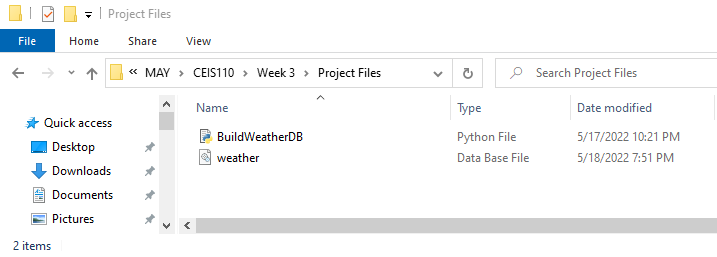 Project Files
File Home Share View
« MAY > CEIS110 > Week 3 > Project Files
Search Project Files
Name Type Date modified
Quick access
Desktop
Downloads
Documents
Pictures
BuildWeatherDB Python File 5/17/2022 10:21 PM
weather Data Base File 5/18/2022 7:51 PM
2 items